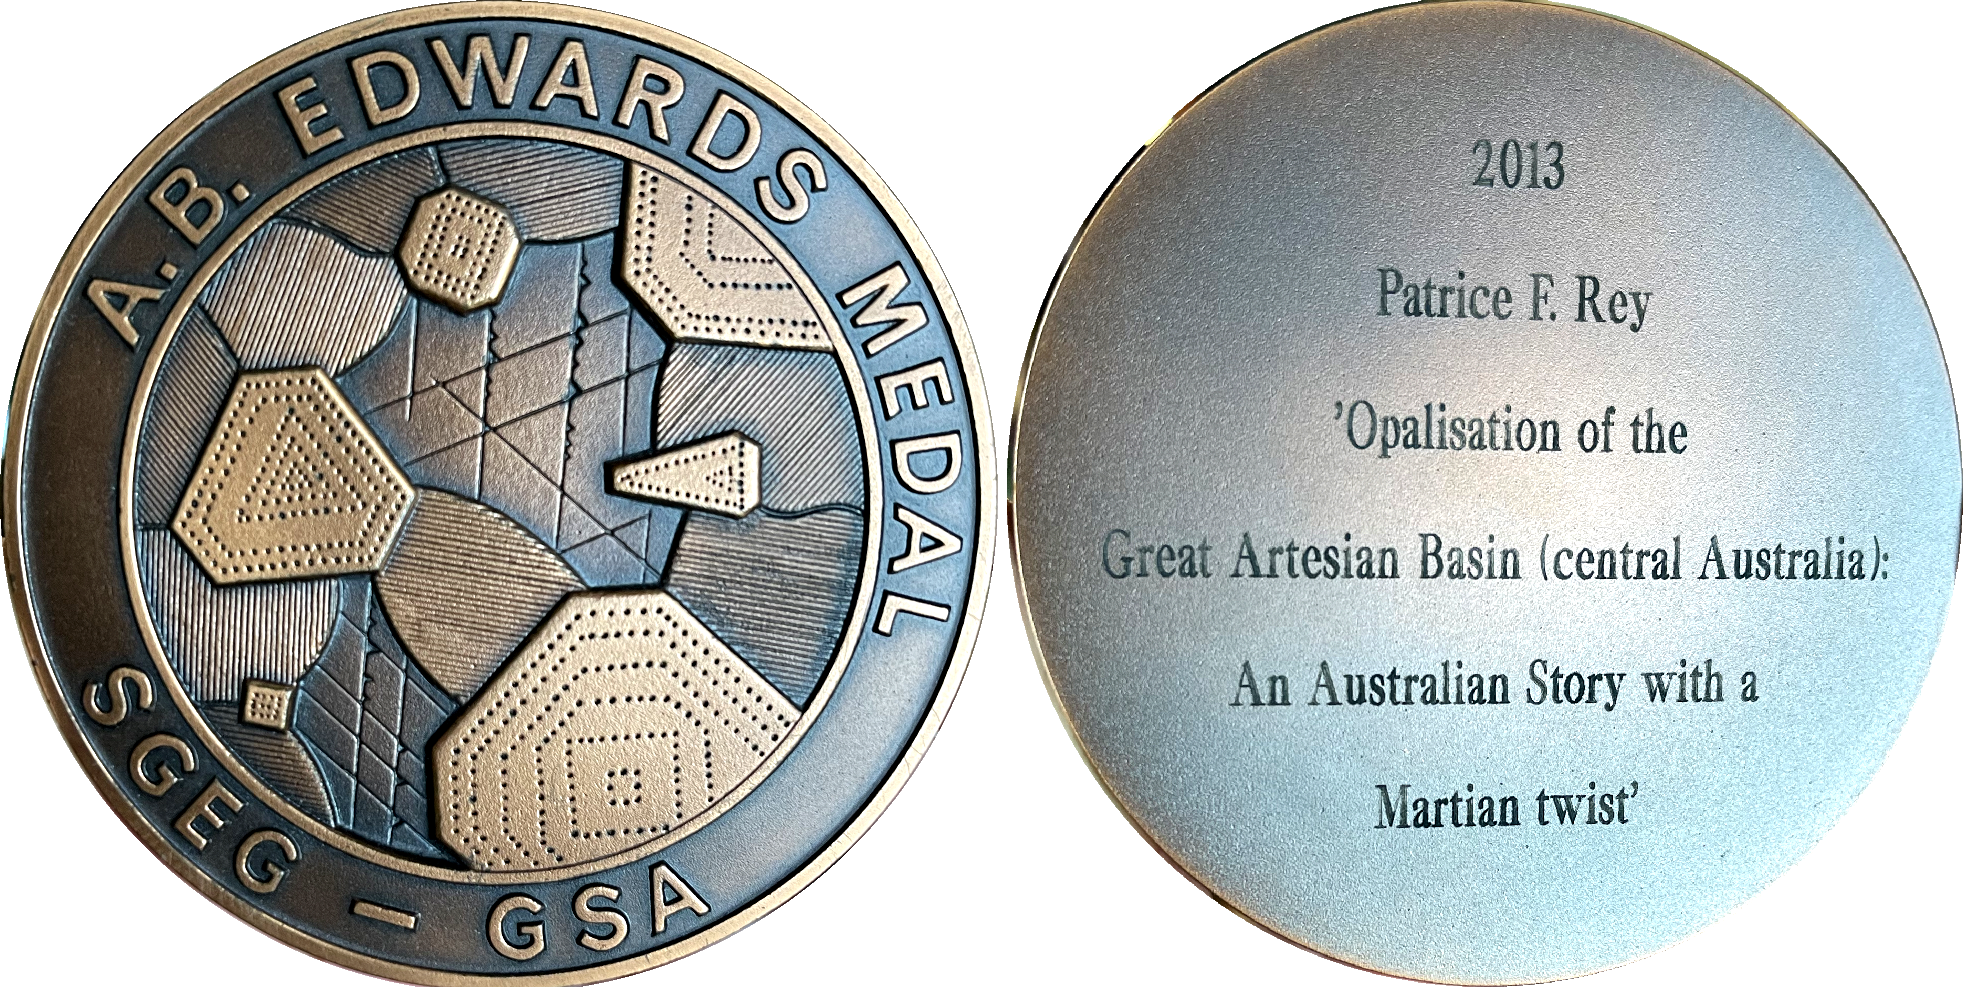 A.B. EDWARDS MEDAL
SGEG – GSA
2013
Patrice F. Rey
'Opalisation of the
Great Artesian Basin (central Australia):
An Australian Story with a
Martian twist'